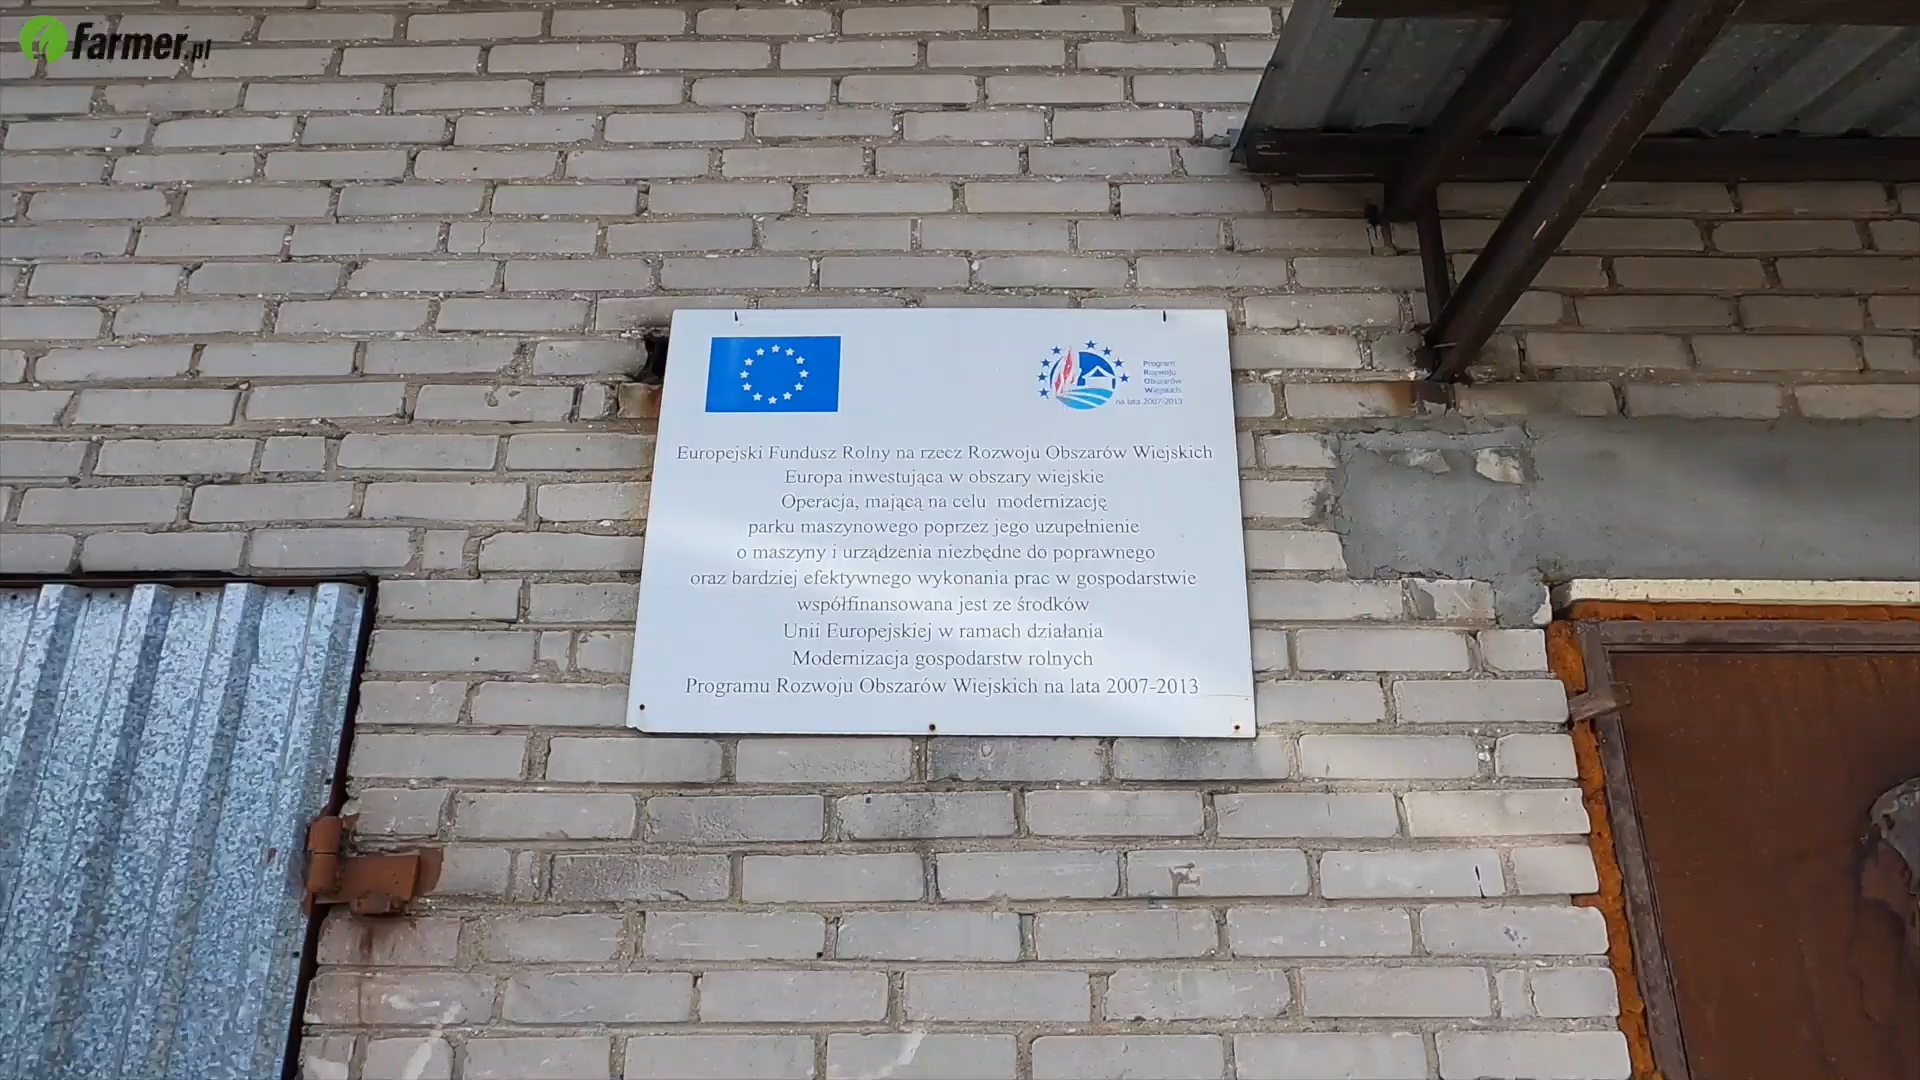 Farmer.pl
Program
Rozwoju
Obszarów
Wiejskich
na lata 2007-2013
Europejski Fundusz Rolny na rzecz Rozwoju Obszarów Wiejskich
Europa inwestująca w obszary wiejskie
Operacja, mającą na celu modernizację
parku maszynowego poprzez jego uzupełnienie
o maszyny i urządzenia niezbędne do poprawnego
oraz bardziej efektywnego wykonania prac w gospodarstwie
współfinansowana jest ze środków
Unii Europejskiej w ramach działania
Modernizacja gospodarstw rolnych
Programu Rozwoju Obszarów Wiejskich na lata 2007-2013